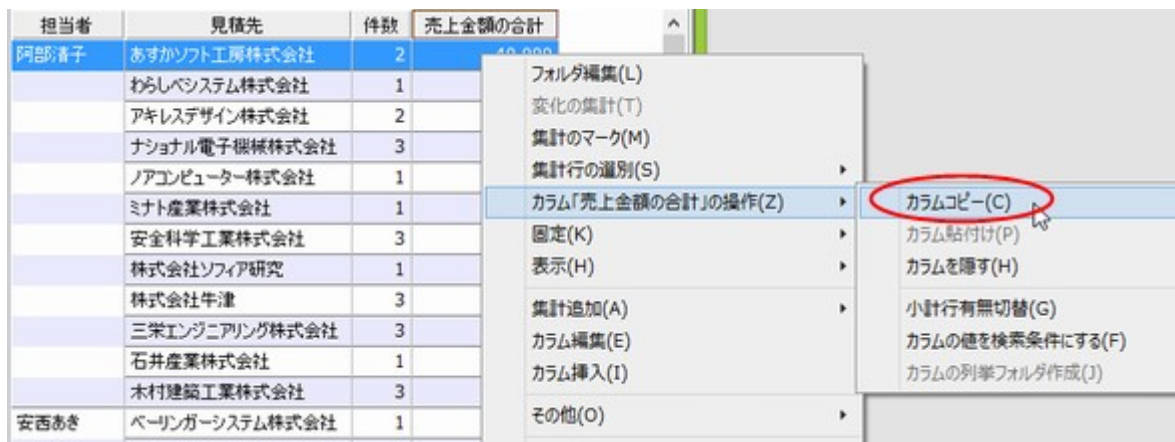 担当者 見積先 件数 売上金額の合計
阿部清子 あすかソフト工房株式会社 2 40,000
わらしべシステム株式会社 1
アキレスデザイン株式会社 2
ナショナル電子機械株式会社 3
ノアコンピューター株式会社 1
ミナト産業株式会社 1
安全科学工業株式会社 3
株式会社ソフィア研究 1
株式会社牛津 3
三栄エンジニアリング株式会社 3
石井産業株式会社 1
木村建築工業株式会社 3
安西あき ベーリンガーシステム株式会社 1
フォルダ編集(L)
変化の集計(T)
集計のマーク(M)
集計行の選別(S)
カラム「売上金額の合計」の操作(Z)
固定(K)
表示(H)
集計追加(A)
カラム編集(E)
カラム挿入(I)
その他(O)
カラムコピー(C)
カラム貼付け(P)
カラムを隠す(H)
小計行有無切替(G)
カラムの値を検索条件にする(F)
カラムの列挙フォルダ作成(J)